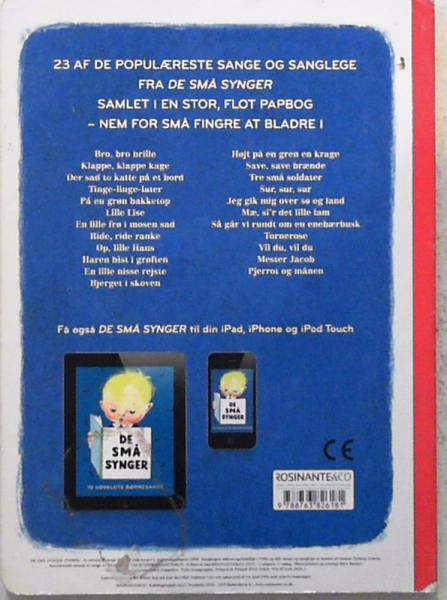 23 AF DE POPULÆRESTE SANGE OG SANGLEGE
FRA DE SMÅ SYNGER
SAMLET I EN STOR, FLOT PAPBOG
– NEM FOR SMÅ FINGRE AT BLADRE I
Bro, bro brille
Klappe, klappe kage
Der sad to katte på et bord
Tinge-linge-later
På en grøn bakketop
Lille Lise
En lille frø i mosen sad
Ride, ride ranke
Op, lille Hans
Haren hist i grøften
En lille nisse rejste
Bjerget i skoven
Højt på en gren en krage
Save, save brænde
Tre små soldater
Sur, sur, sur
Jeg gik mig over sø og land
Mæ, si'r det lille lam
Så går vi rundt om en enebærbusk
Tornerose
Vil du, vil du
Mester Jacob
Pjerrot og månen
Få også DE SMÅ SYNGER til din iPad, iPhone og iPod Touch
DE
SMÅ
SYNGER
DE
SMÅ
SYNGER
CE
ROSINANTE&CO
9 788763 826181